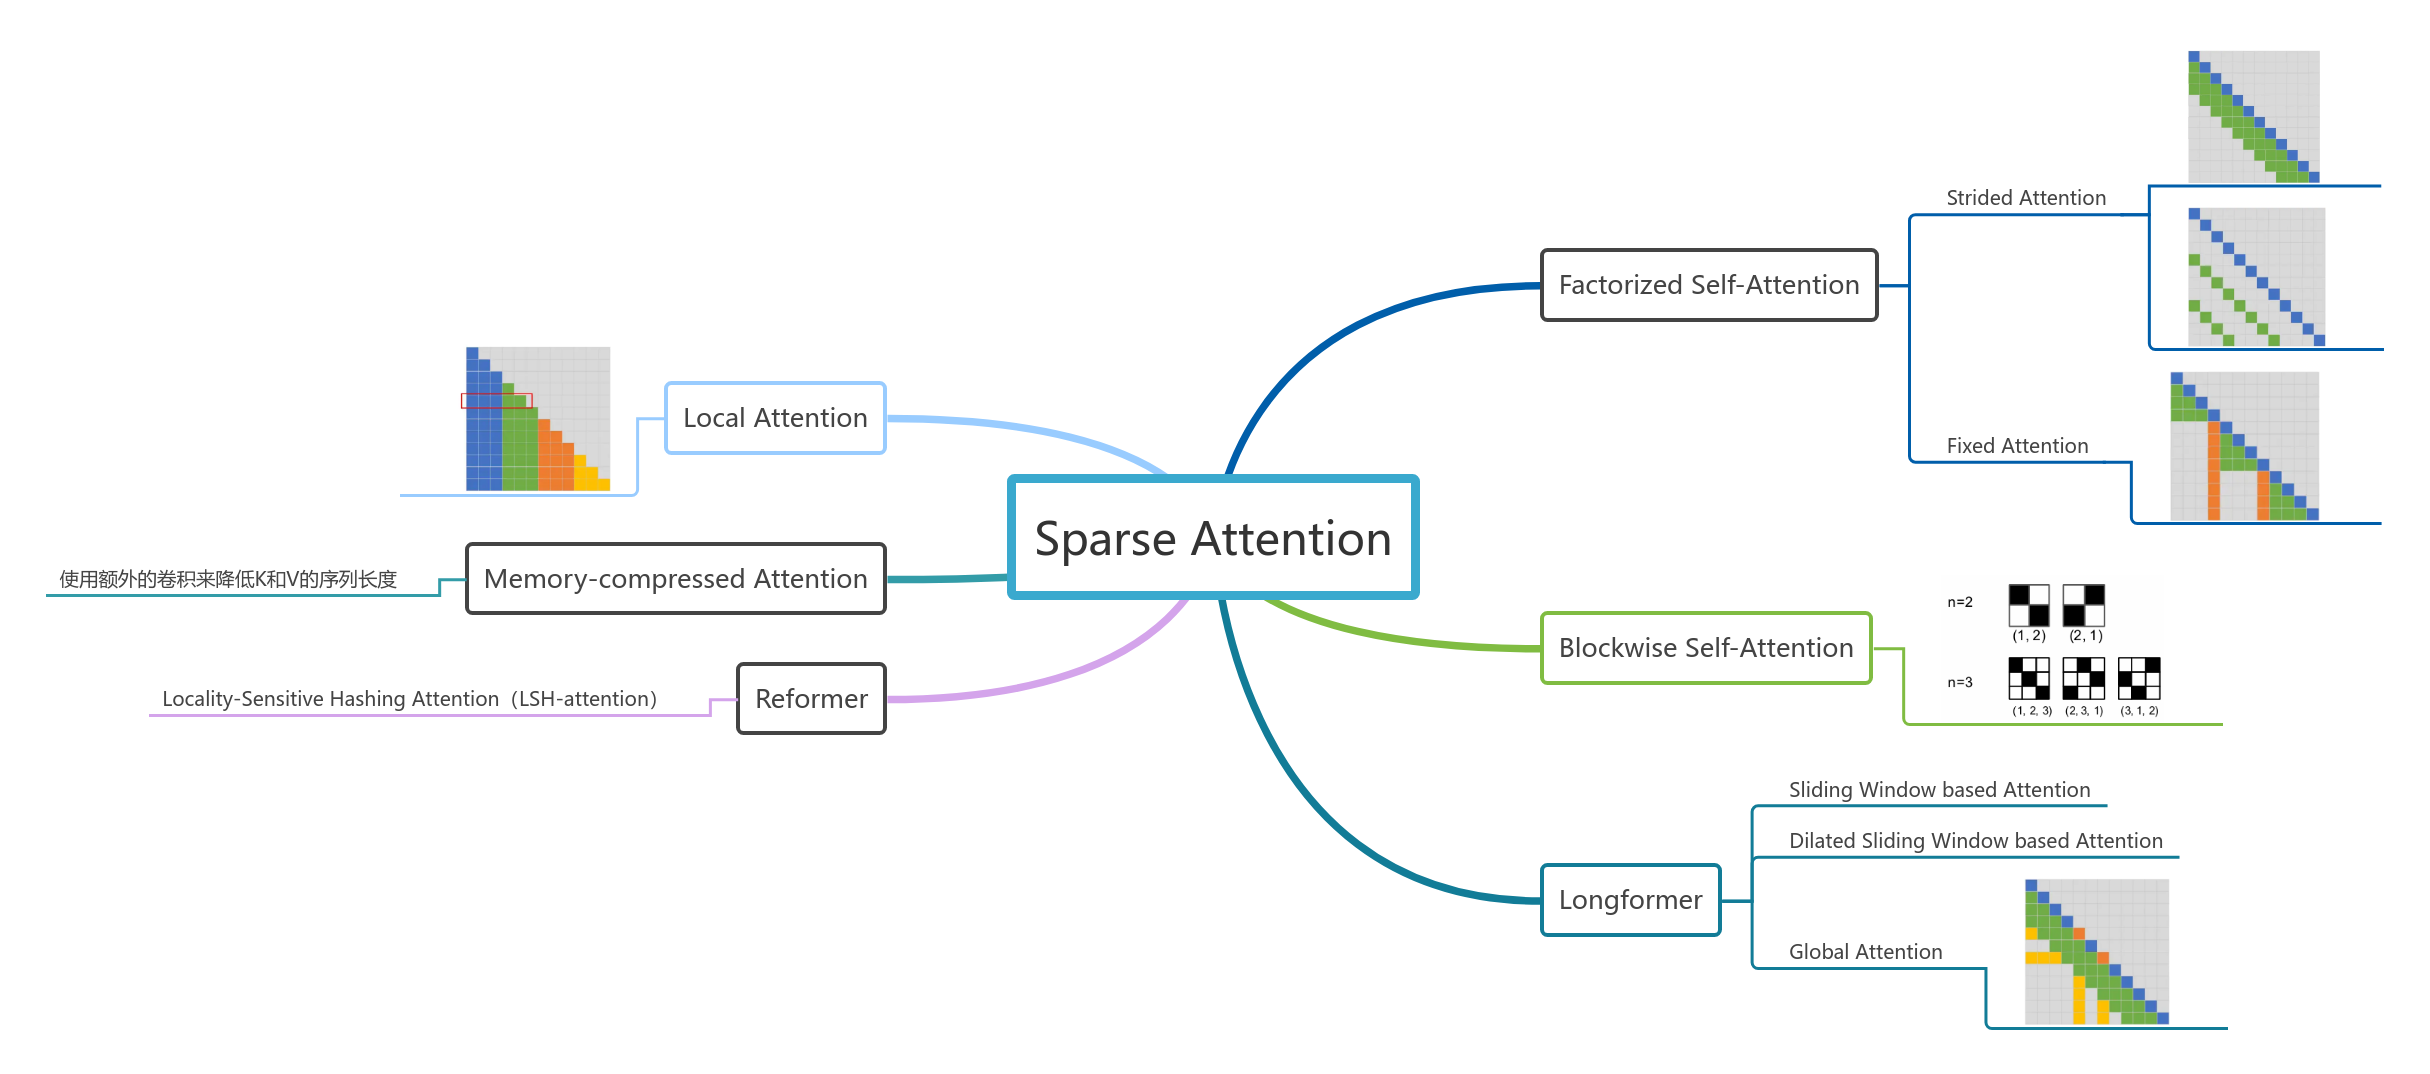 Sparse Attention
Factorized Self-Attention
Strided Attention
Fixed Attention
Blockwise Self-Attention
n=2
(1, 2) (2, 1)
n=3
(1, 2, 3) (2, 3, 1) (3, 1, 2)
Longformer
Sliding Window based Attention
Dilated Sliding Window based Attention
Global Attention
Local Attention
Memory-compressed Attention
使用额外的卷积来降低K和V的序列长度
Reformer
Locality-Sensitive Hashing Attention（LSH-attention）